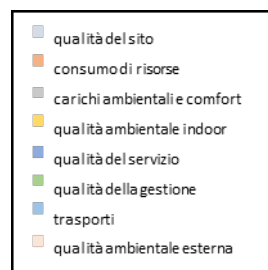 qualità del sito
consumo di risorse
carichi ambientali e comfort
qualità ambientale indoor
qualità del servizio
qualità della gestione
trasporti
qualità ambientale esterna